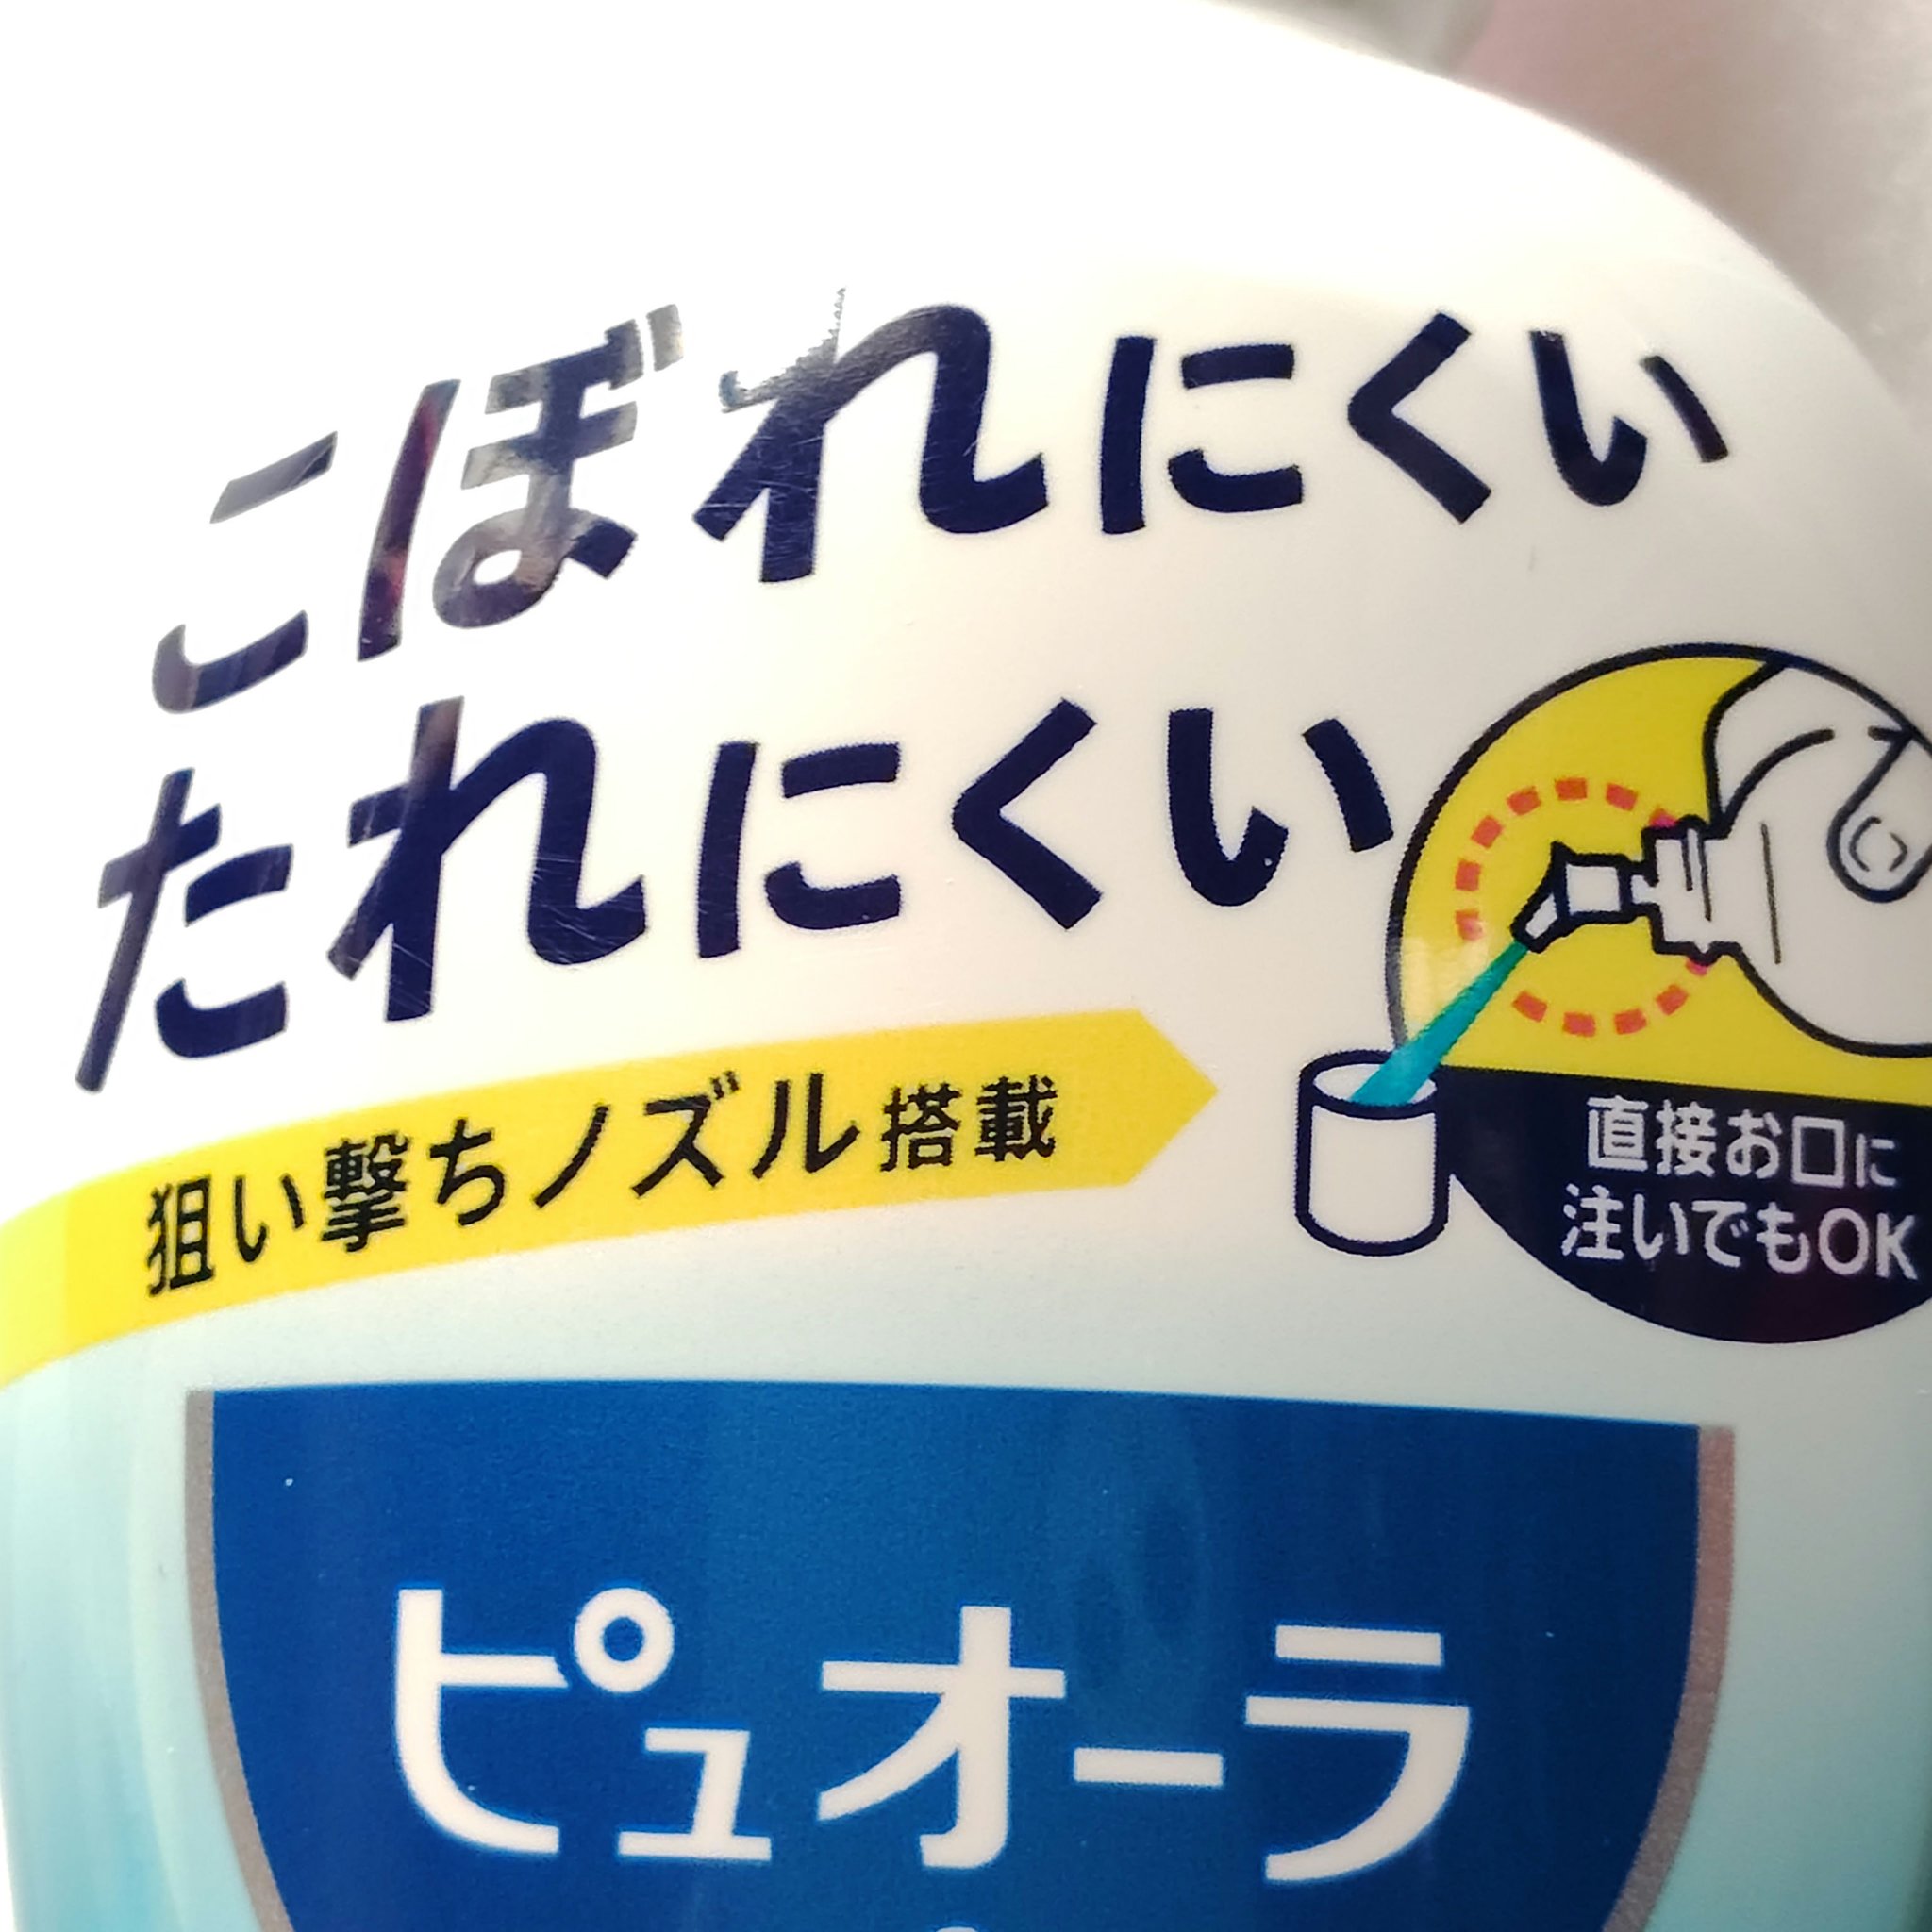 こぼれにくい
たれにくい
狙い撃ちノズル搭載
直接お口に
注いでもOK
ピュオーラ